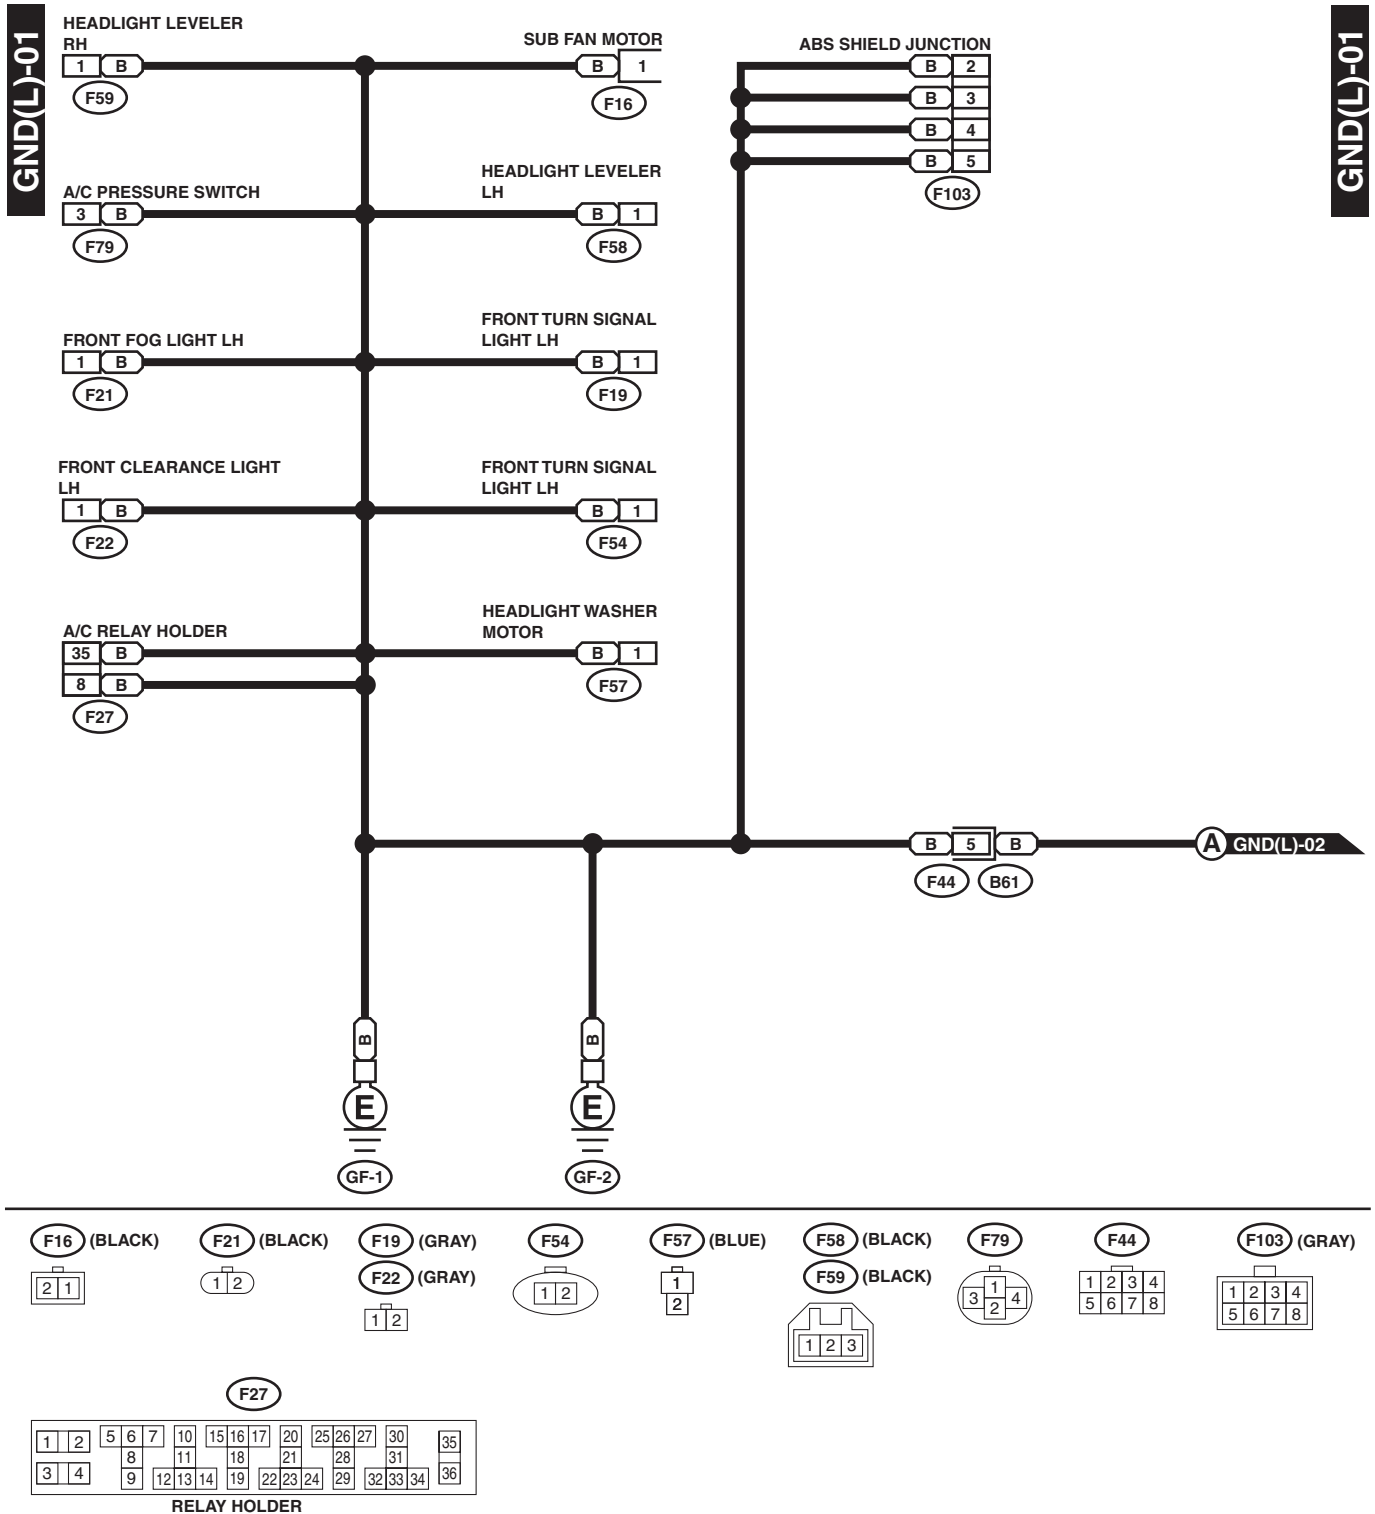 GND(L)-01
GND(L)-01
HEADLIGHT LEVELER
RH
1 B
F59
SUB FAN MOTOR
B 1
F16
ABS SHIELD JUNCTION
B 2
B 3
B 4
B 5
F103
A/C PRESSURE SWITCH
3 B
F79
HEADLIGHT LEVELER
LH
B 1
F58
FRONT FOG LIGHT LH
1 B
F21
FRONT TURN SIGNAL
LIGHT LH
B 1
F19
FRONT CLEARANCE LIGHT
LH
1 B
F22
FRONT TURN SIGNAL
LIGHT LH
B 1
F54
A/C RELAY HOLDER
35 B
8 B
F27
HEADLIGHT WASHER
MOTOR
B 1
F57
B 5 B
F44 B61
A GND(L)-02
B
E
GF-1
B
E
GF-2
F16 (BLACK)
2 1
F21 (BLACK)
1 2
F19 (GRAY)
F22 (GRAY)
1 2
F54
1 2
F57 (BLUE)
1
2
F58 (BLACK)
F59 (BLACK)
1 2 3
F79
1
3 4
2
F44
1 2 3 4
5 6 7 8
F103 (GRAY)
1 2 3 4
5 6 7 8
F27
1 2 5 6 7 10 15 16 17 20 25 26 27 30 35
8 11 18 21 28 31
3 4 9 12 13 14 19 22 23 24 29 32 33 34 36
RELAY HOLDER